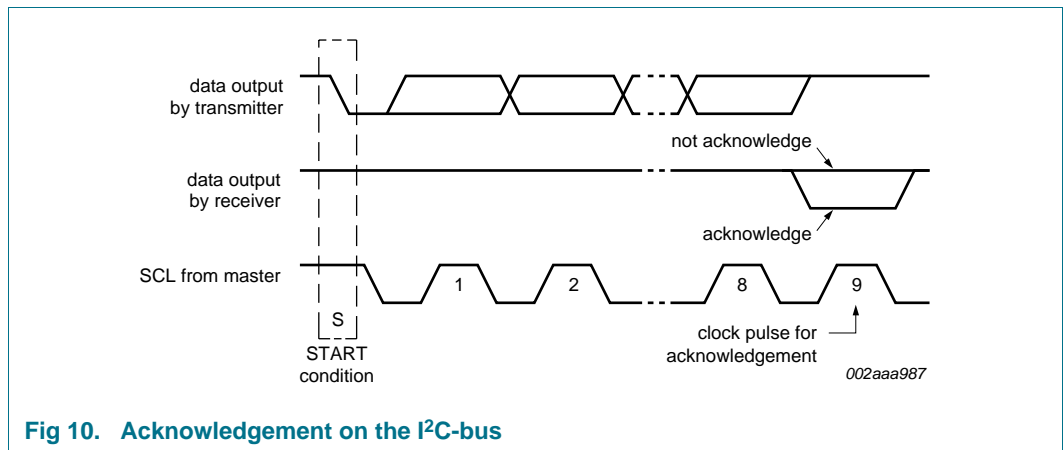 data output
by transmitter
not acknowledge
data output
by receiver
acknowledge
SCL from master
1
2
8
9
S
START
condition
clock pulse for
acknowledgement
002aaa987
Fig 10. Acknowledgement on the I²C-bus